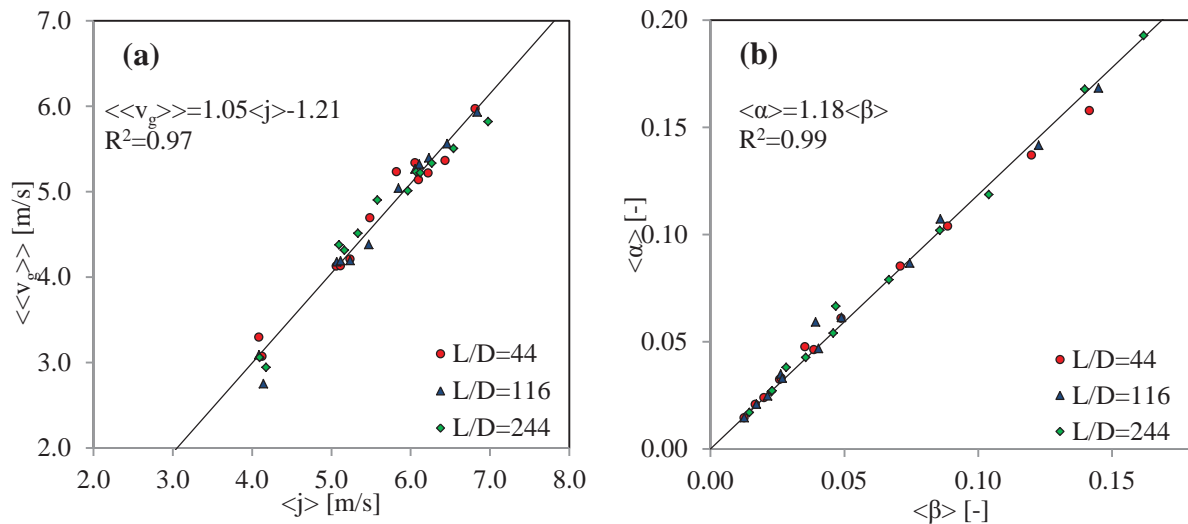 (a)
<<v_g>>=1.05<j>-1.21
R²=0.97
<<v_g>> [m/s]
7.0
6.0
5.0
4.0
3.0
2.0
L/D=44
L/D=116
L/D=244
2.0 3.0 4.0 5.0 6.0 7.0 8.0
<j> [m/s]
(b)
<α>=1.18<β>
R²=0.99
<α> [-]
0.20
0.15
0.10
0.05
0.00
L/D=44
L/D=116
L/D=244
0.00 0.05 0.10 0.15
<β> [-]